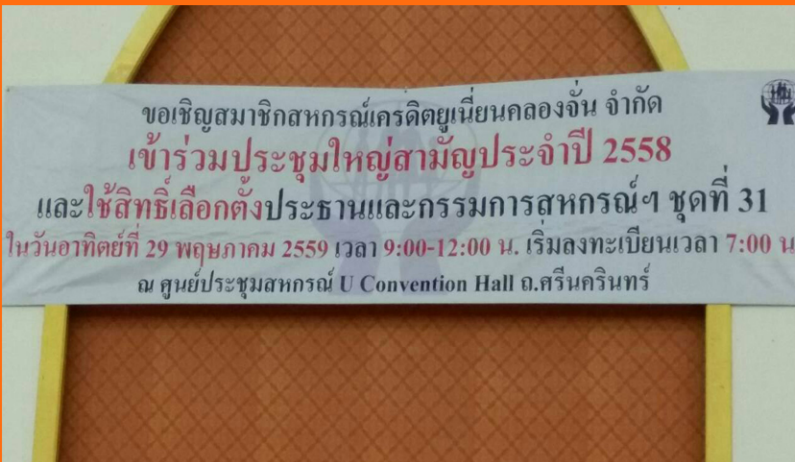 ขอเชิญสมาชิกสหกรณ์เครดิตยูเนี่ยนคลองจั่น จำกัด
เข้าร่วมประชุมใหญ่สามัญประจำปี 2558
และใช้สิทธิ์เลือกตั้งประธานและกรรมการสหกรณ์ฯ ชุดที่ 31
ในวันอาทิตย์ที่ 29 พฤษภาคม 2559 เวลา 9:00-12:00 น. เริ่มลงทะเบียนเวลา 7:00 น
ณ ศูนย์ประชุมสหกรณ์ U Convention Hall ถ.ศรีนครินทร์